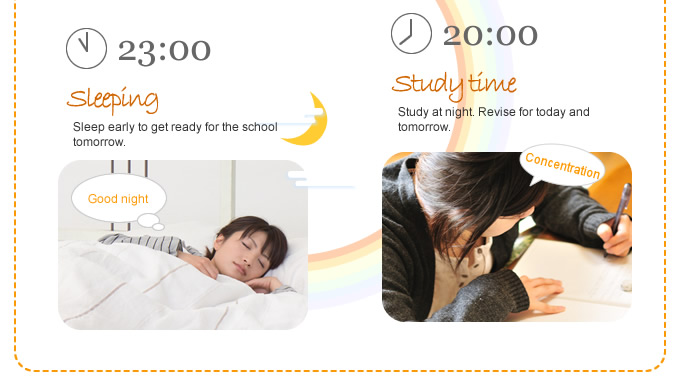 23:00
Sleeping
Sleep early to get ready for the school
tomorrow.
Good night
20:00
Study time
Study at night. Revise for today and
tomorrow.
Concentration